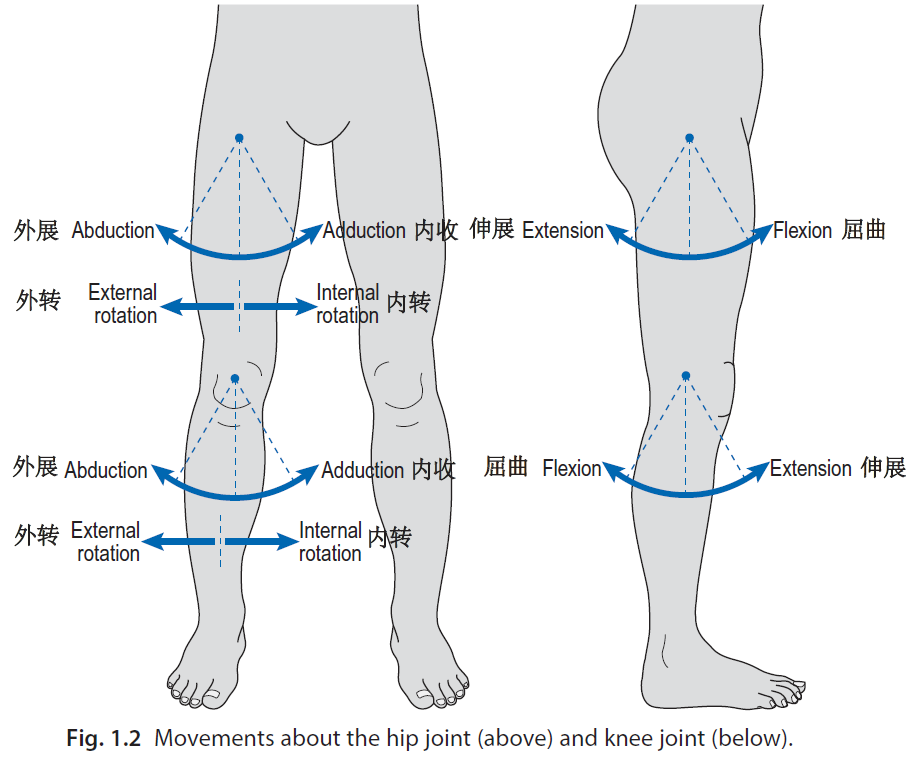 外展 Abduction
Adduction 内收
伸展 Extension
Flexion 屈曲
外转 External
rotation
Internal
rotation 内转
外展 Abduction
Adduction 内收
屈曲 Flexion
Extension 伸展
外转 External
rotation
Internal
rotation 内转
Fig. 1.2 Movements about the hip joint (above) and knee joint (below).